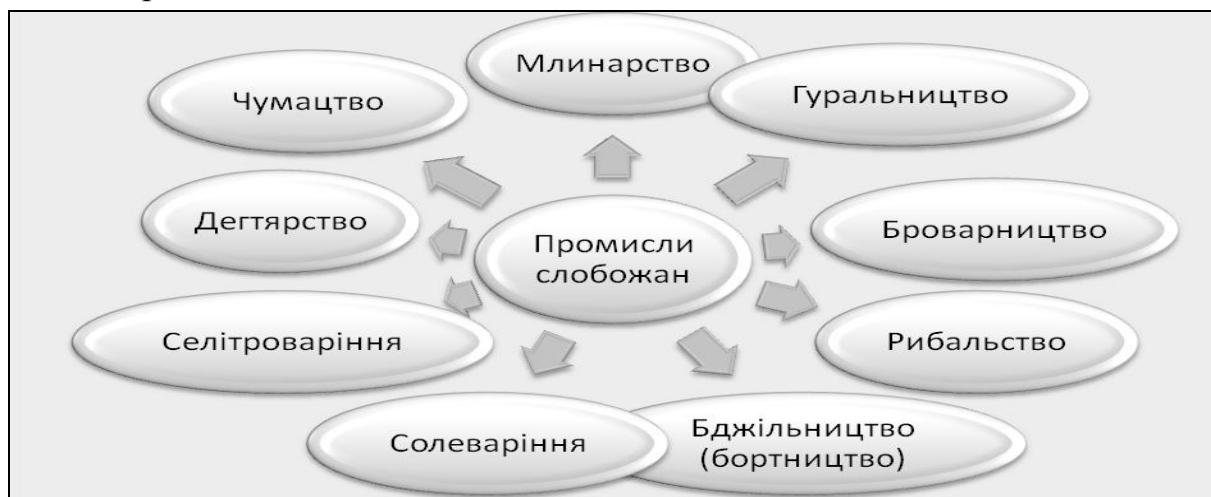 Млинарство
Гуральництво
Чумацтво
Дегтярство
Промисли
слобожан
Броварництво
Селітроваріння
Рибальство
Солеваріння
Бджільництво
(бортництво)